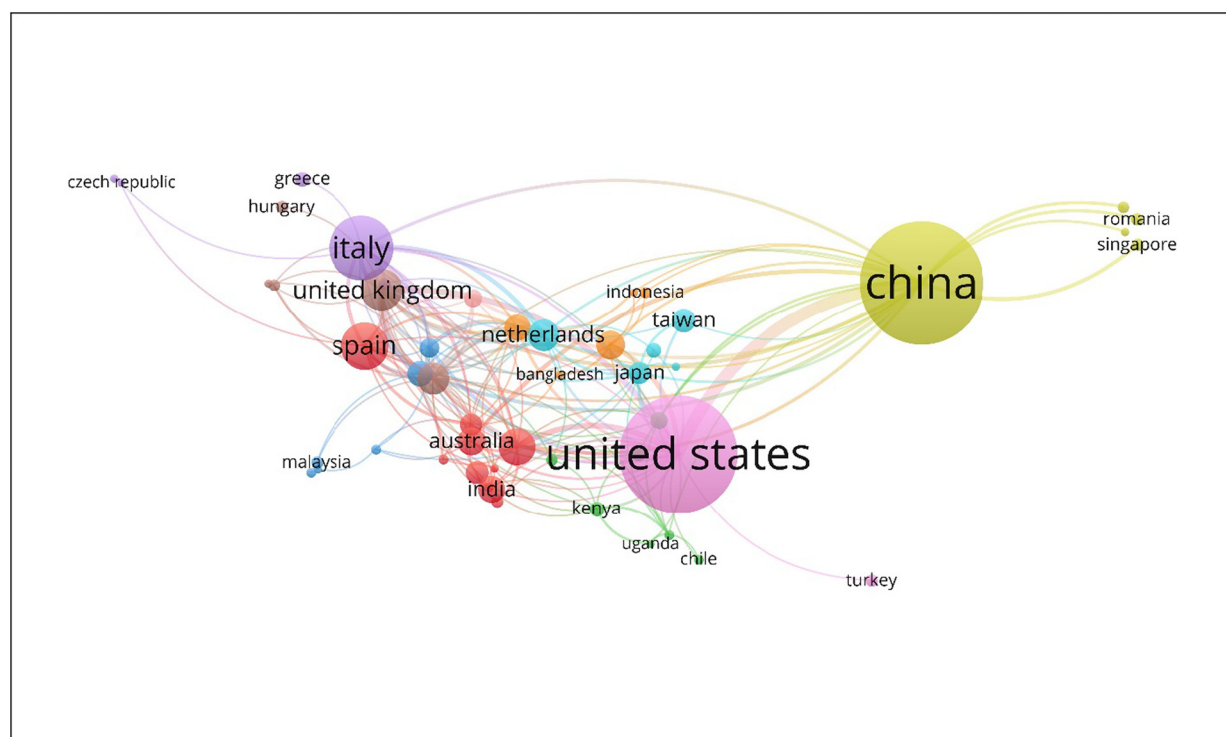 czech republic
greece
hungary
italy
romania
singapore
china
united kingdom
indonesia
taiwan
netherlands
spain
bangladesh
japan
australia
united states
malaysia
india
kenya
uganda
chile
turkey